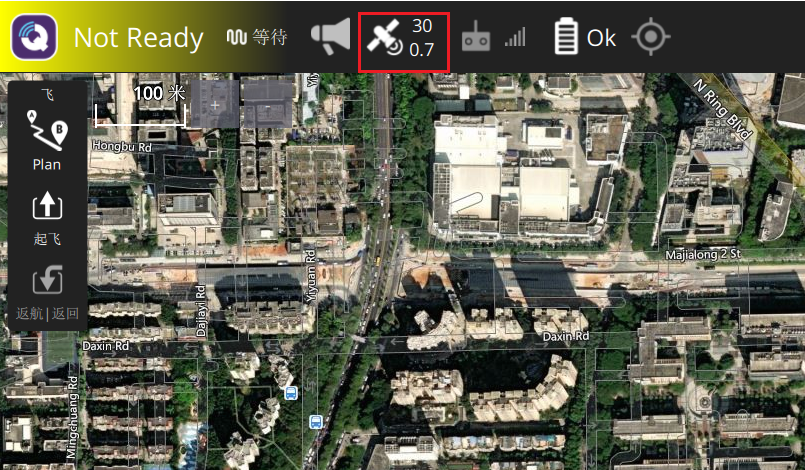 Not Ready
等待
30
0.7
Ok
飞
Plan
起飞
返航|返回
100 米
Hongbu Rd
N Ring Blvd
Yiyuan Rd
Majialong 2 St
Dajiayi Rd
Daxin Rd
Daxin Rd
Mingchuang Rd